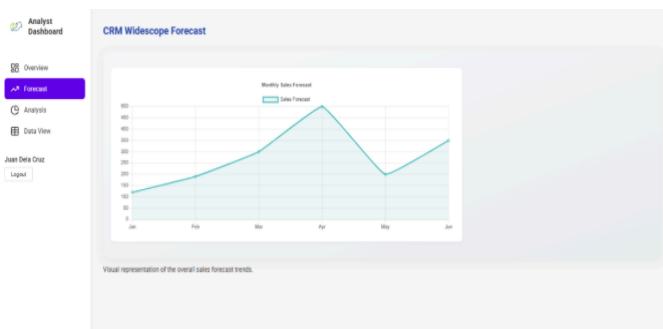 Analyst
Dashboard
CRM Widescope Forecast
Overview
Forecast
Analysis
Data View
Juan Dela Cruz
Logout
Monthly Sales Forecast
Sales Forecast
500
450
400
350
300
250
200
150
100
50
0
Jan
Feb
Mar
Apr
May
Jun
Visual representation of the overall sales forecast trends.